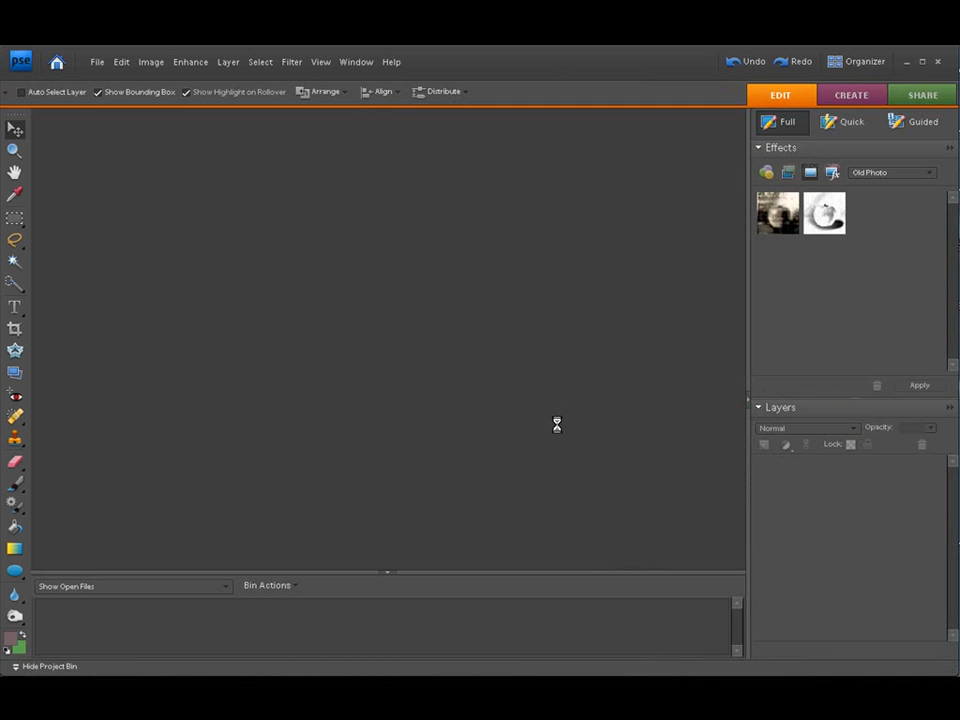 pse File Edit Image Enhance Layer Select Filter View Window Help Undo Redo Organizer
Auto Select Layer Show Bounding Box Show Highlight on Rollover Arrange Align Distribute
EDIT CREATE SHARE
Full Quick Guided
Effects
Old Photo
Apply
Layers
Normal Opacity:
Lock:
T
Show Open Files Bin Actions
Hide Project Bin